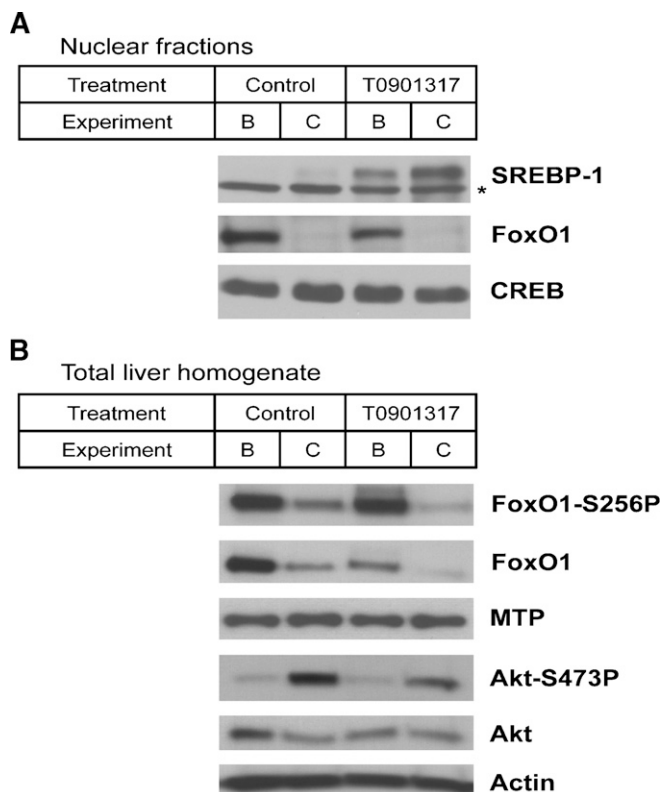 A
Nuclear fractions
Treatment Control T0901317
Experiment B C B C
SREBP-1
*
FoxO1
CREB
B
Total liver homogenate
Treatment Control T0901317
Experiment B C B C
FoxO1-S256P
FoxO1
MTP
Akt-S473P
Akt
Actin